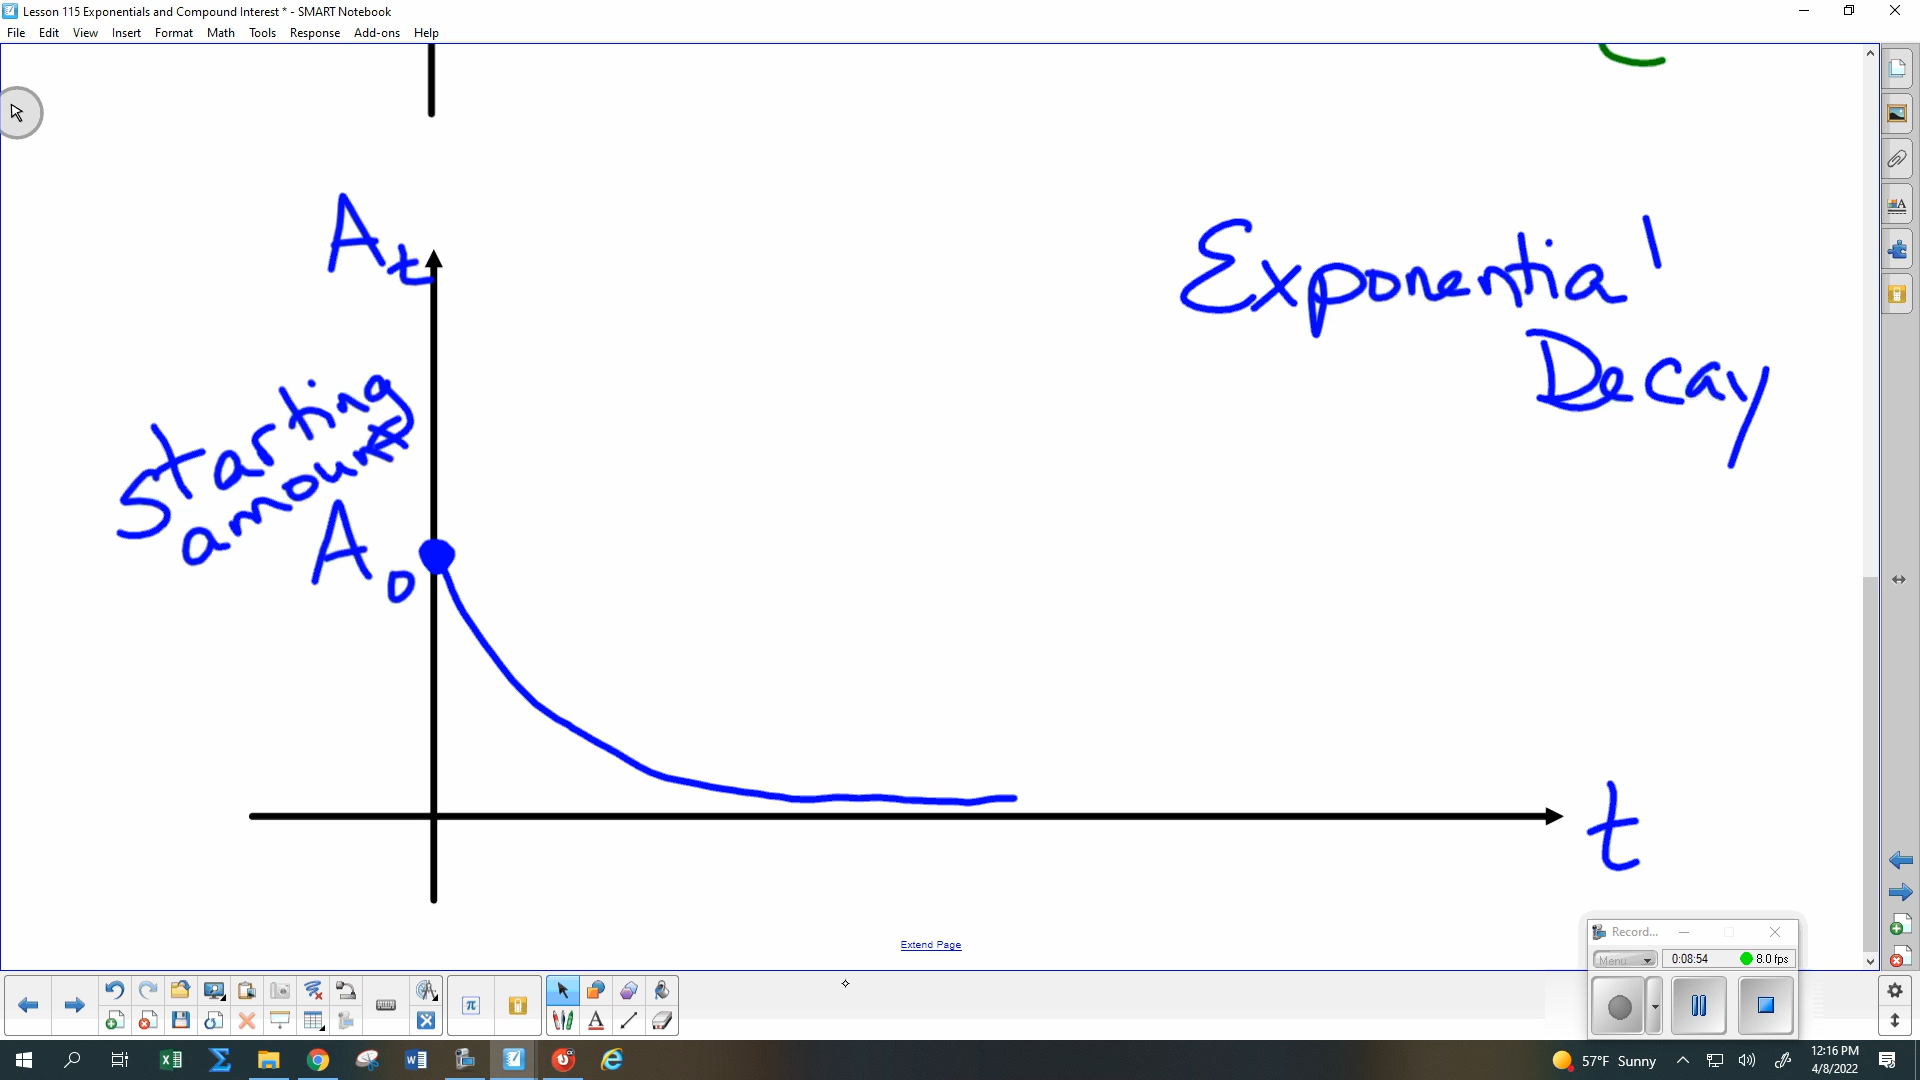 Lesson 115 Exponentials and Compound Interest * - SMART Notebook
File Edit View Insert Format Math Tools Response Add-ons Help
A_t
Exponential
Decay
Starting
amount
A_0
t
Extend Page
Record...
Menu 0:08:54 8.0 fps
57°F Sunny
12:16 PM
4/8/2022